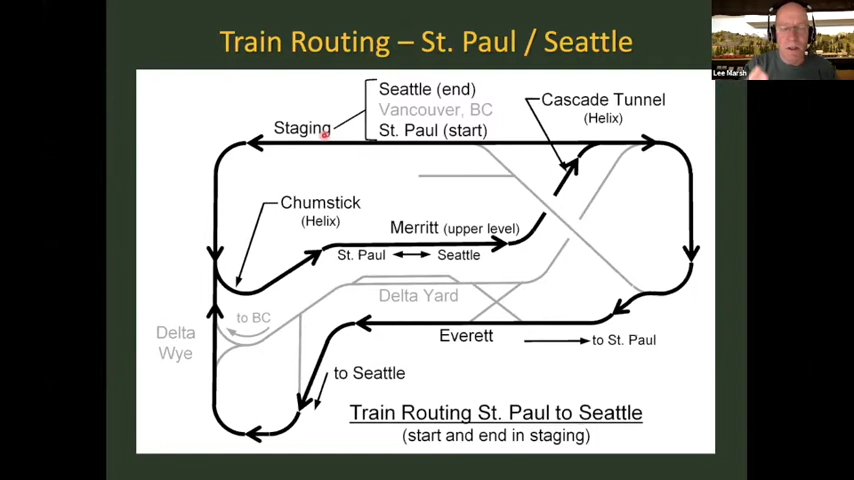 Train Routing – St. Paul / Seattle
Lee Marsh
Seattle (end)
Vancouver, BC
St. Paul (start)
Staging
Cascade Tunnel
(Helix)
Chumstick
(Helix)
Merritt (upper level)
St. Paul
Seattle
Delta Yard
to BC
Delta
Wye
Everett
to St. Paul
to Seattle
Train Routing St. Paul to Seattle
(start and end in staging)